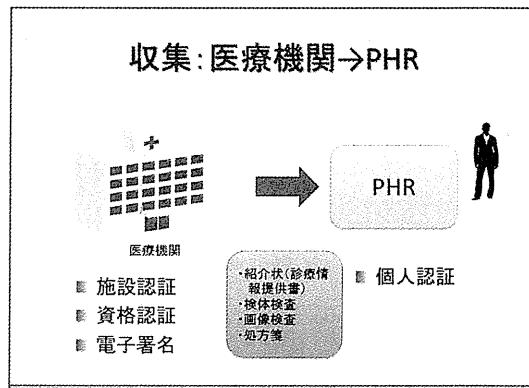 収集:医療機関→PHR
PHR
医療機関
■ 施設認証
■ 資格認証
■ 電子署名
・紹介状(診療情
報提供書)
・検体検査
・画像検査
・処方箋
■ 個人認証